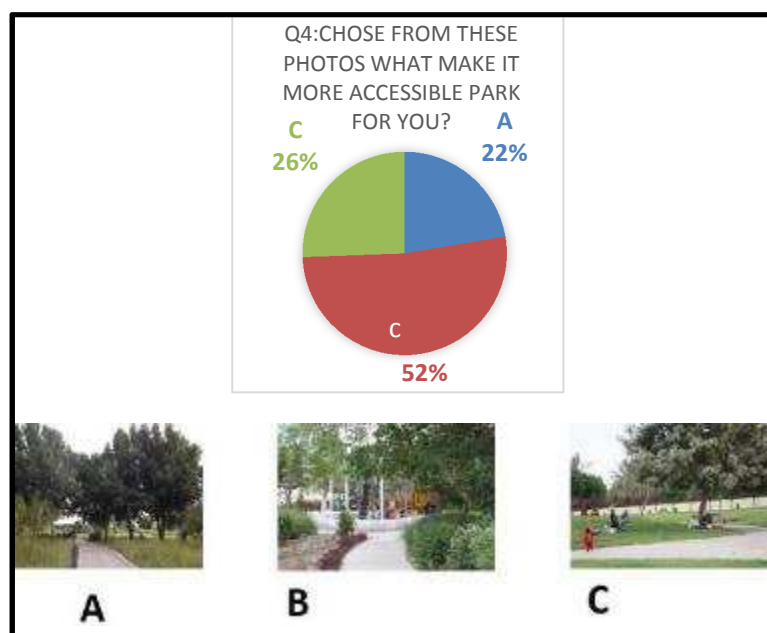 Q4:CHOSE FROM THESE
PHOTOS WHAT MAKE IT
MORE ACCESSIBLE PARK
FOR YOU?
A
22%
C
26%
C
52%
A
B
C